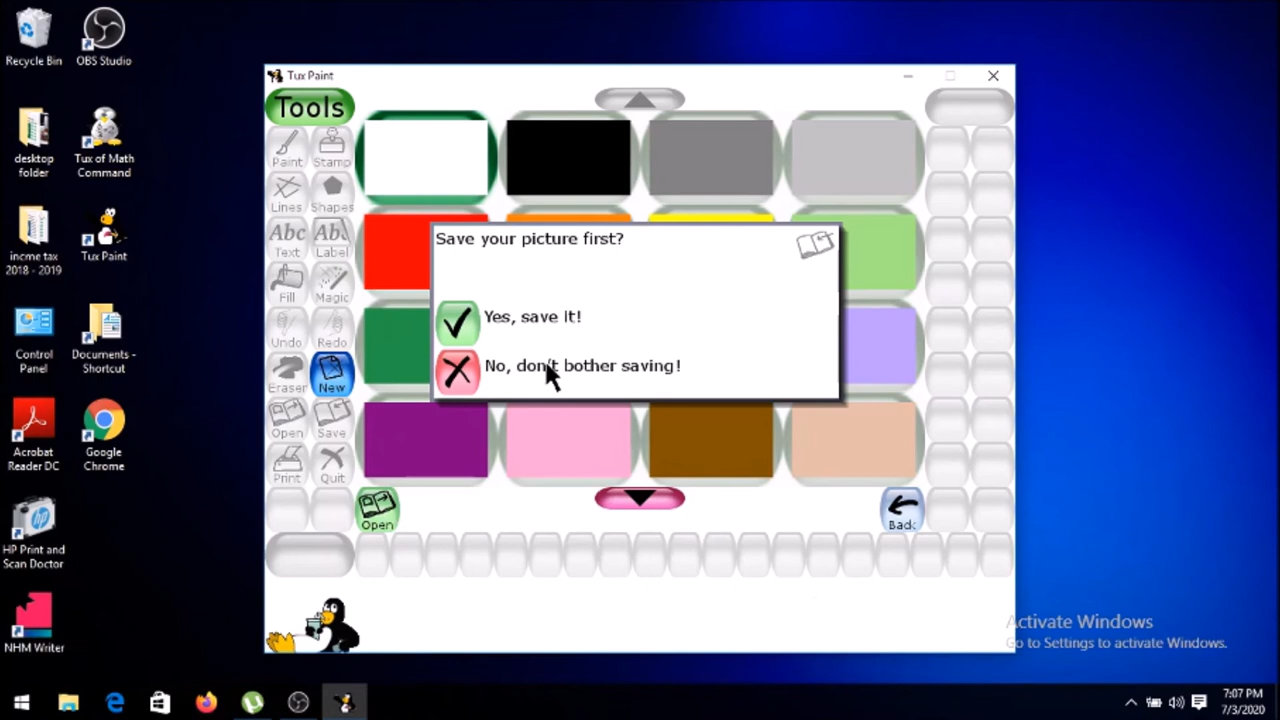 Recycle Bin
OBS Studio
desktop
folder
Tux of Math
Command
incme tax
2018 - 2019
Tux Paint
Control
Panel
Documents -
Shortcut
Acrobat
Reader DC
Google
Chrome
HP Print and
Scan Doctor
NHM Writer
Tux Paint
Tools
Paint
Stamp
Lines
Shapes
Abc
Text
Abc
Label
Fill
Magic
Undo
Redo
Eraser
New
Open
Save
Print
Quit
Save your picture first?
Yes, save it!
No, don't bother saving!
Open
Back
Activate Windows
Go to Settings to activate Windows.
7:07 PM
7/3/2020